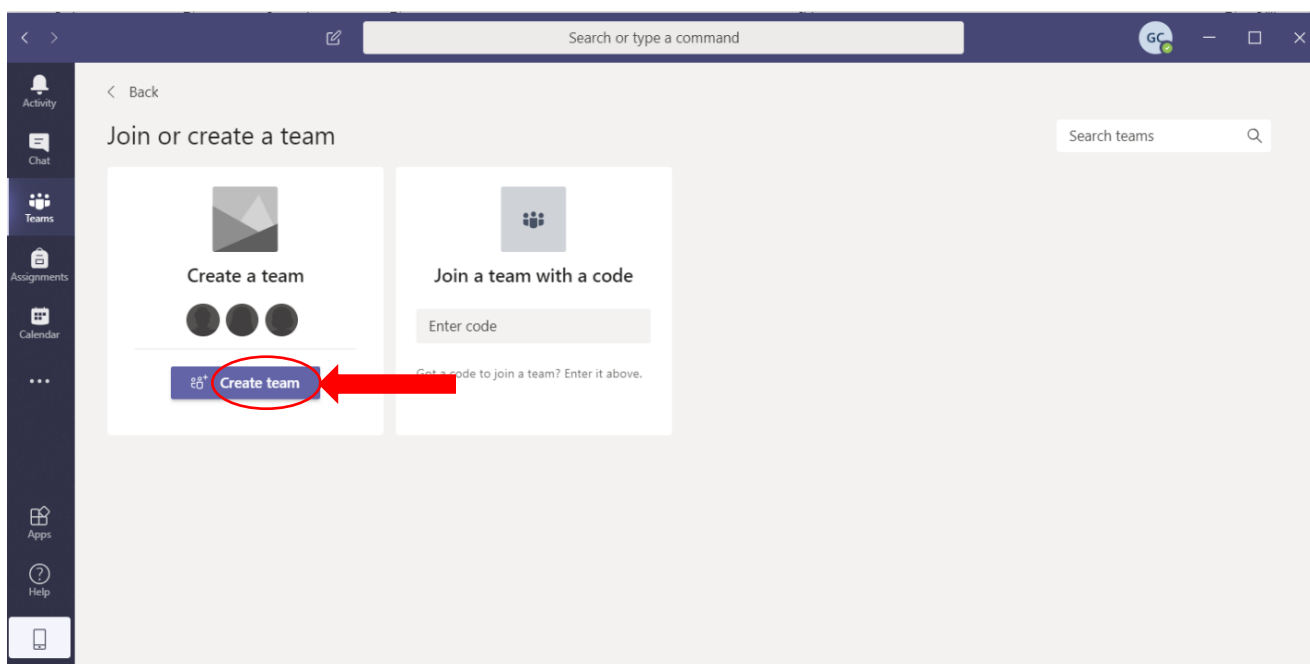 Search or type a command
GC
Activity
Chat
Teams
Assignments
Calendar
Apps
Help
Back
Join or create a team
Search teams
Create a team
Create team
Join a team with a code
Enter code
Got a code to join a team? Enter it above.